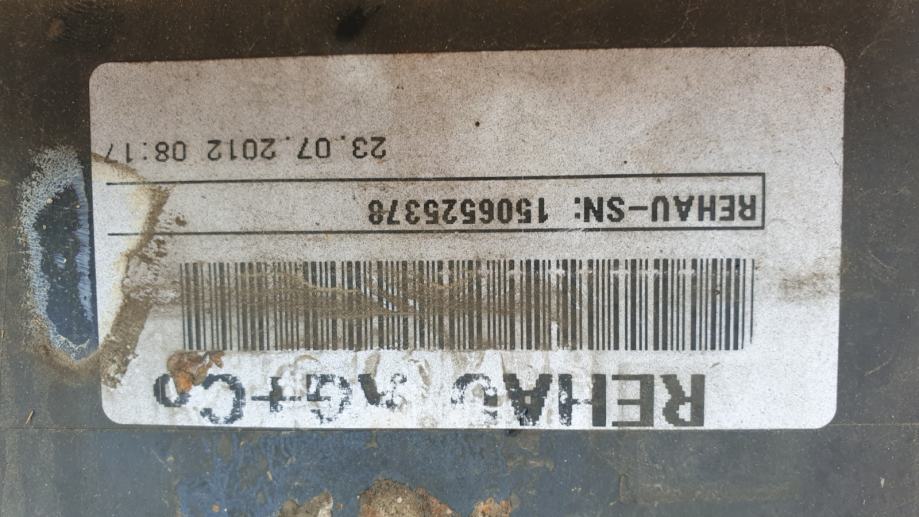 REHAU AG+Co
REHAU-SN: 1506525378
23.07.2012 08:17